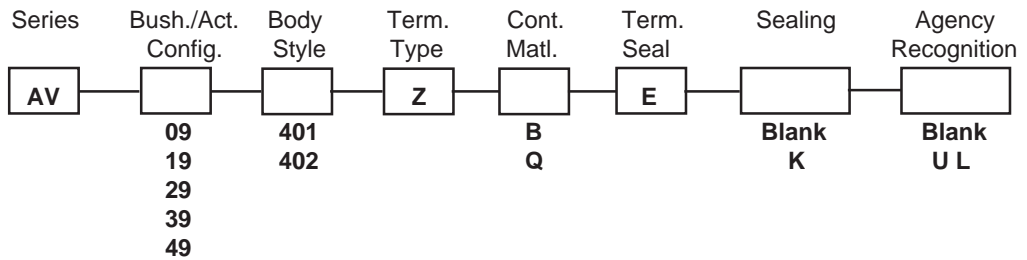 Series Bush./Act. Body Term. Cont. Term. Sealing Agency
Config. Style Type Matl. Seal Recognition
AV Z E
09 401 B Blank Blank
19 402 Q K U L
29
39
49